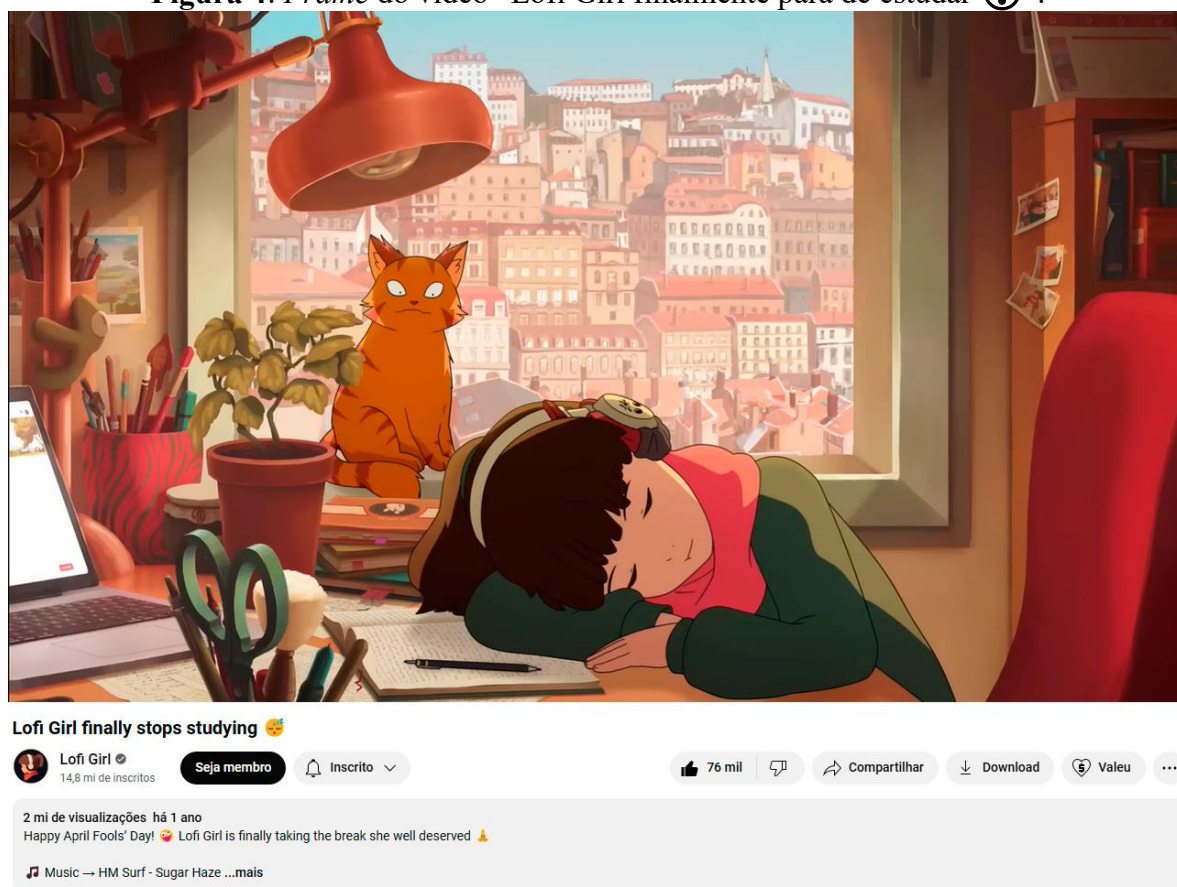 Figura 4. Frame do vídeo "Lofi Girl finalmente para de estudar".
Lofi Girl finally stops studying 😴
Lofi Girl
14,8 mi de inscritos
Seja membro
Inscrito
76 mil
Compartilhar
Download
Valeu
2 mi de visualizações há 1 ano
Happy April Fools' Day! 🤪 Lofi Girl is finally taking the break she well deserved 🧘
🎵 Music → HM Surf - Sugar Haze ...mais